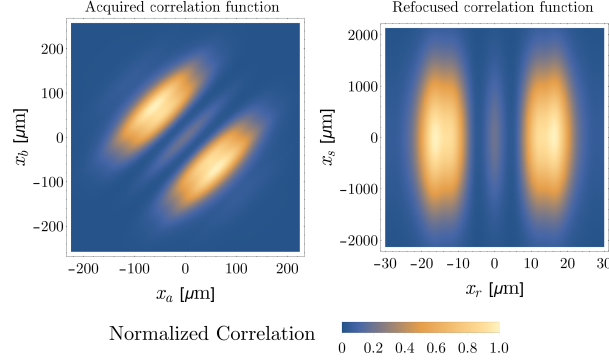 Acquired correlation function
Refocused correlation function
x_b [μm]
200
100
0
−100
−200
−200 −100 0 100 200
x_a [μm]
x_s [μm]
2000
1000
0
−1000
−2000
−30 −20 −10 0 10 20 30
x_r [μm]
Normalized Correlation
0 0.2 0.4 0.6 0.8 1.0